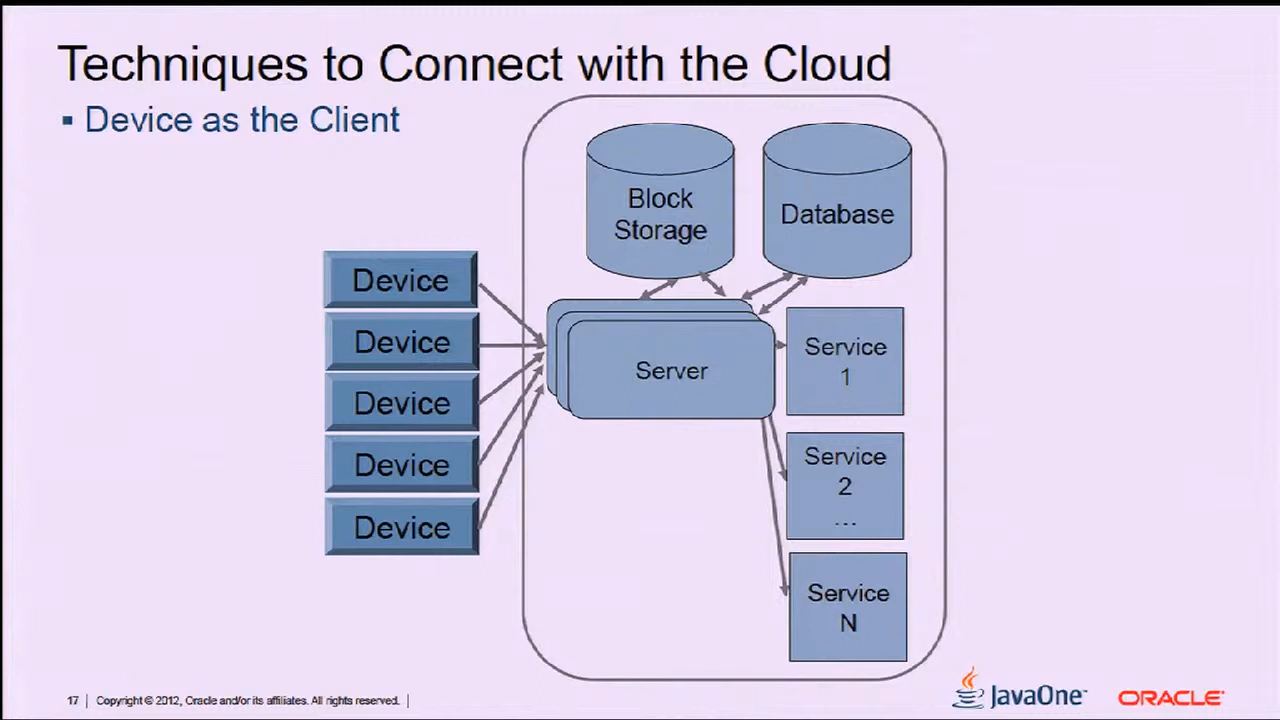 Techniques to Connect with the Cloud
▪ Device as the Client
Block
Storage
Database
Device
Device
Device
Device
Device
Server
Service
1
Service
2
...
Service
N
17 | Copyright © 2012, Oracle and/or its affiliates. All rights reserved. |
JavaOne™
ORACLE®